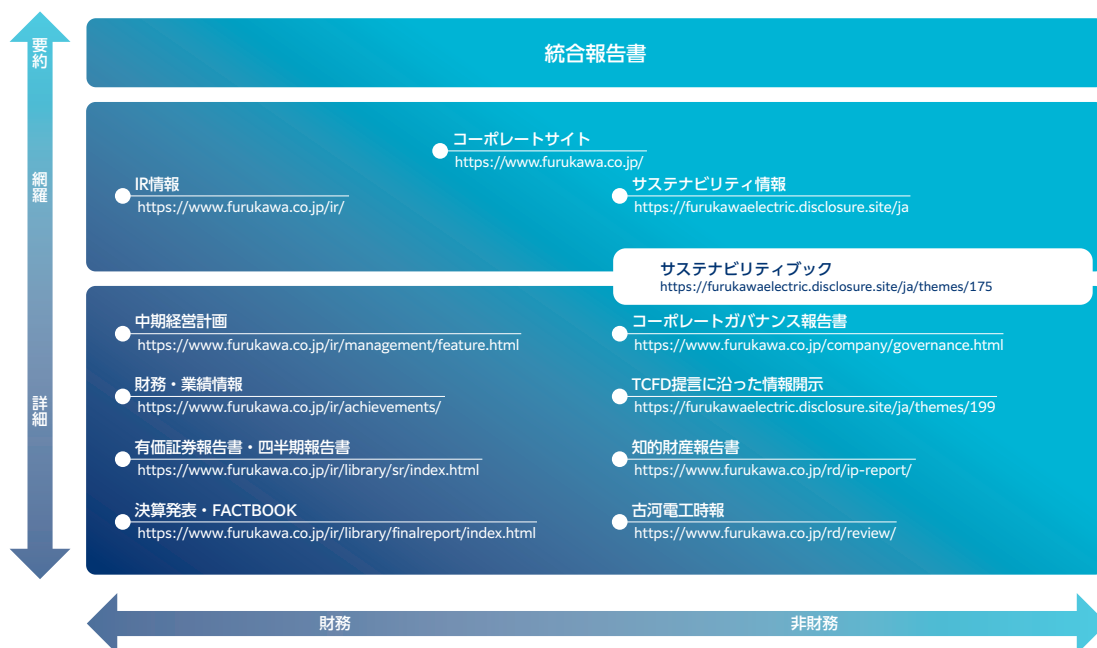 要約
網羅
詳細
統合報告書
コーポレートサイト
https://www.furukawa.co.jp/
IR情報
https://www.furukawa.co.jp/ir/
サステナビリティ情報
https://furukawaelectric.disclosure.site/ja
サステナビリティブック
https://furukawaelectric.disclosure.site/ja/themes/175
中期経営計画
https://www.furukawa.co.jp/ir/management/feature.html
財務・業績情報
https://www.furukawa.co.jp/ir/achievements/
有価証券報告書・四半期報告書
https://www.furukawa.co.jp/ir/library/sr/index.html
決算発表・FACTBOOK
https://www.furukawa.co.jp/ir/library/finalreport/index.html
コーポレートガバナンス報告書
https://www.furukawa.co.jp/company/governance.html
TCFD提言に沿った情報開示
https://furukawaelectric.disclosure.site/ja/themes/199
知的財産報告書
https://www.furukawa.co.jp/rd/ip-report/
古河電工時報
https://www.furukawa.co.jp/rd/review/
財務
非財務